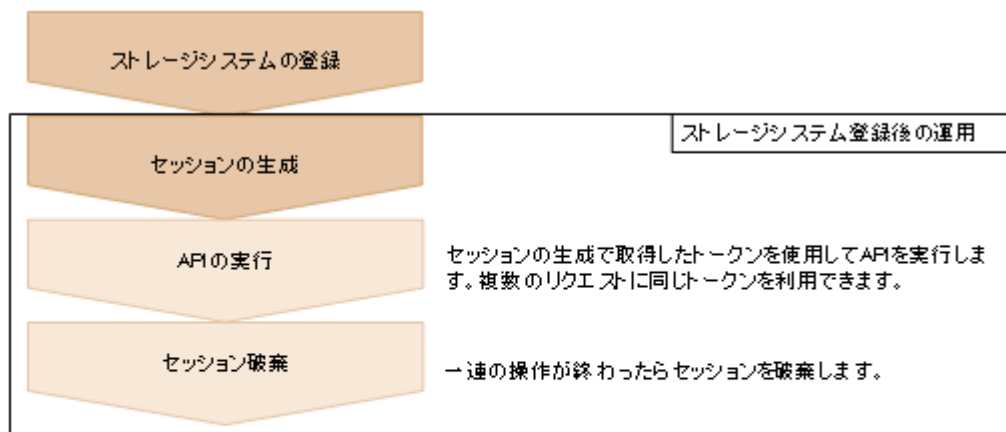 ストレージシステムの登録
ストレージシステム登録後の運用
セッションの生成
APIの実行
セッションの生成で取得したトークンを使用してAPIを実行しま
す。複数のリクエストに同じトークンを利用できます。
セッション破棄
一連の操作が終わったらセッションを破棄します。